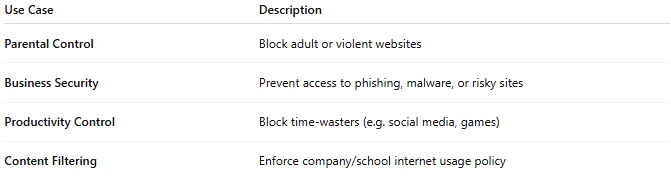 Use Case Description
Parental Control Block adult or violent websites
Business Security Prevent access to phishing, malware, or risky sites
Productivity Control Block time-wasters (e.g. social media, games)
Content Filtering Enforce company/school internet usage policy